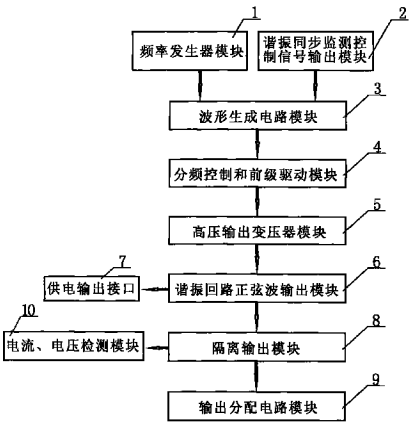 1
2
频率发生器模块
谐振同步监测控
制信号输出模块
3
波形生成电路模块
4
分频控制和前级驱动模块
5
高压输出变压器模块
7
6
供电输出接口
谐振回路正弦波输出模块
10
8
电流、电压检测模块
隔离输出模块
9
输出分配电路模块